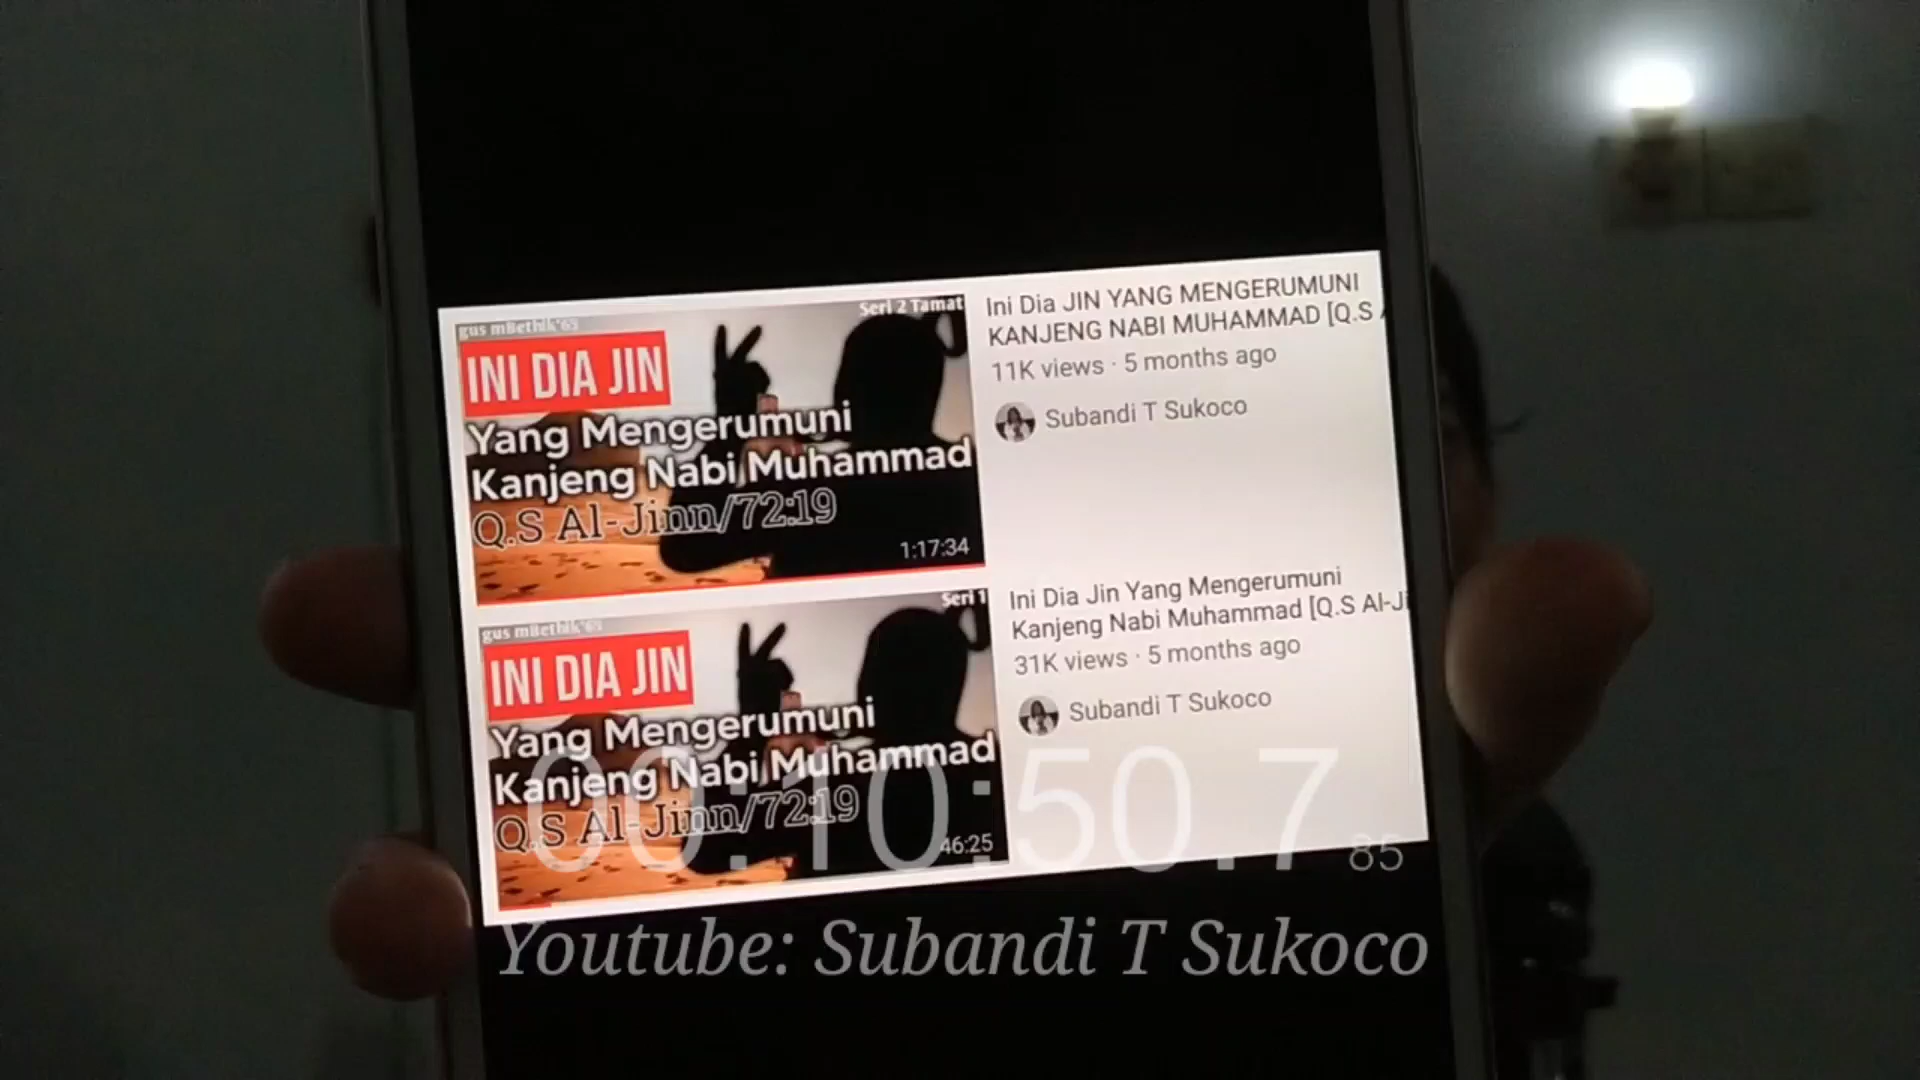 gus mBethik'65
Seri 2 Tamat
INI DIA JIN
Yang Mengerumuni
Kanjeng Nabi Muhammad
Q.S Al-Jinn/72:19
1:17:34
Ini Dia JIN YANG MENGERUMUNI
KANJENG NABI MUHAMMAD [Q.S
11K views · 5 months ago
Subandi T Sukoco
gus mBethik'65
Seri 1
INI DIA JIN
Yang Mengerumuni
Kanjeng Nabi Muhammad
Q.S Al-Jinn/72:19
46:25
Ini Dia Jin Yang Mengerumuni
Kanjeng Nabi Muhammad [Q.S Al-Ji
31K views · 5 months ago
Subandi T Sukoco
00:10:50.785
Youtube: Subandi T Sukoco